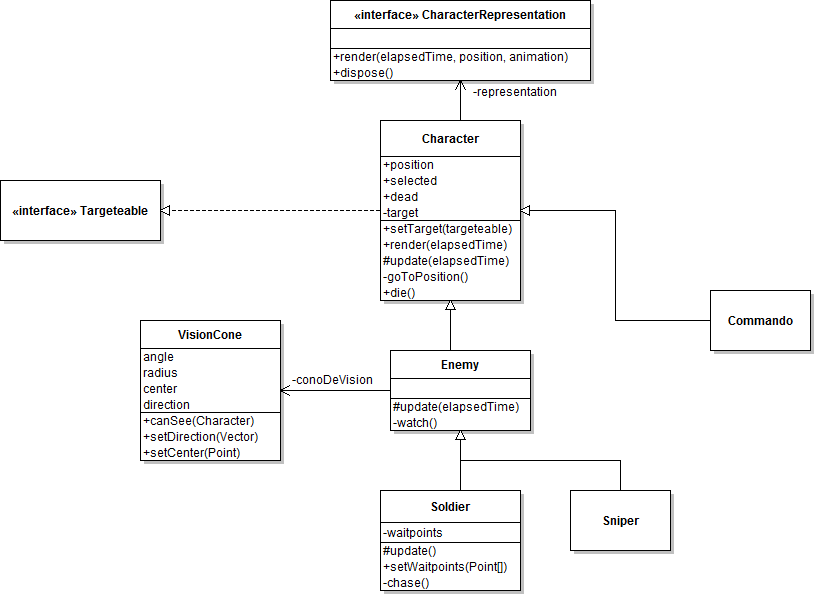 «interface» CharacterRepresentation
+render(elapsedTime, position, animation)
+dispose()
-representation
Character
+position
+selected
+dead
-target
+setTarget(targeteable)
+render(elapsedTime)
#update(elapsedTime)
-goToPosition()
+die()
«interface» Targeteable
Commando
VisionCone
angle
radius
center
direction
+canSee(Character)
+setDirection(Vector)
+setCenter(Point)
-conoDeVision
Enemy
#update(elapsedTime)
-watch()
Soldier
-waitpoints
#update()
+setWaitpoints(Point[])
-chase()
Sniper